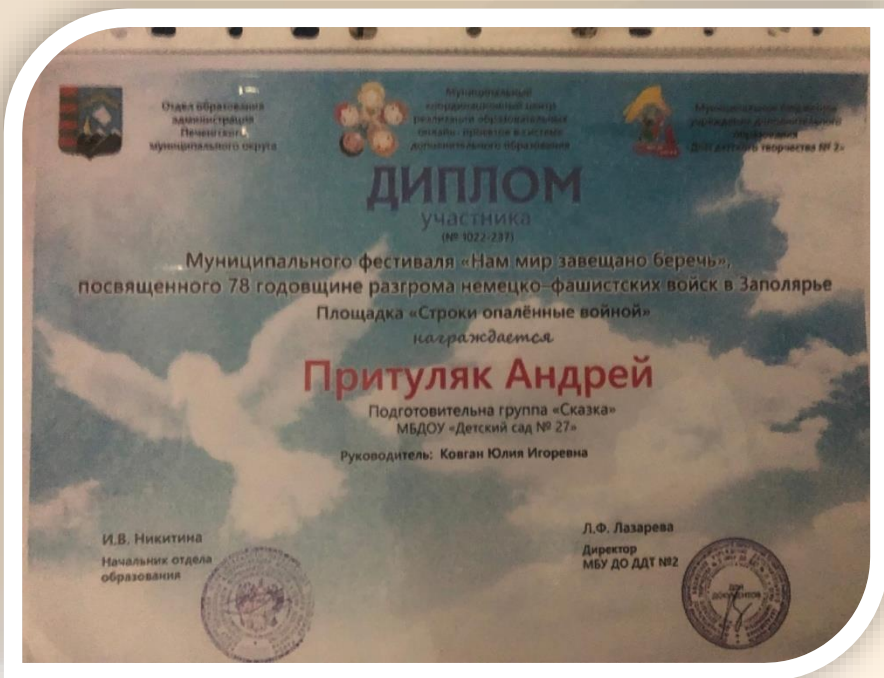 Отдел образования
администрации
Печенгского
муниципального округа
Муниципальный
координационный центр
реализации образовательных
онлайн - проектов в системе
дополнительного образования
Муниципальное бюджетное
учреждение дополнительного
образования
«Дом детского творчества № 2»
ДИПЛОМ
участника
(№ 1022-237)
Муниципального фестиваля «Нам мир завещано беречь»,
посвященного 78 годовщине разгрома немецко-фашистских войск в Заполярье
Площадка «Строки опалённые войной»
награждается
Притуляк Андрей
Подготовительна группа «Сказка»
МБДОУ «Детский сад № 27»
Руководитель: Ковган Юлия Игоревна
И.В. Никитина
Начальник отдела
образования
Л.Ф. Лазарева
Директор
МБУ ДО ДДТ №2
ДЛЯ
ДОКУМЕНТОВ